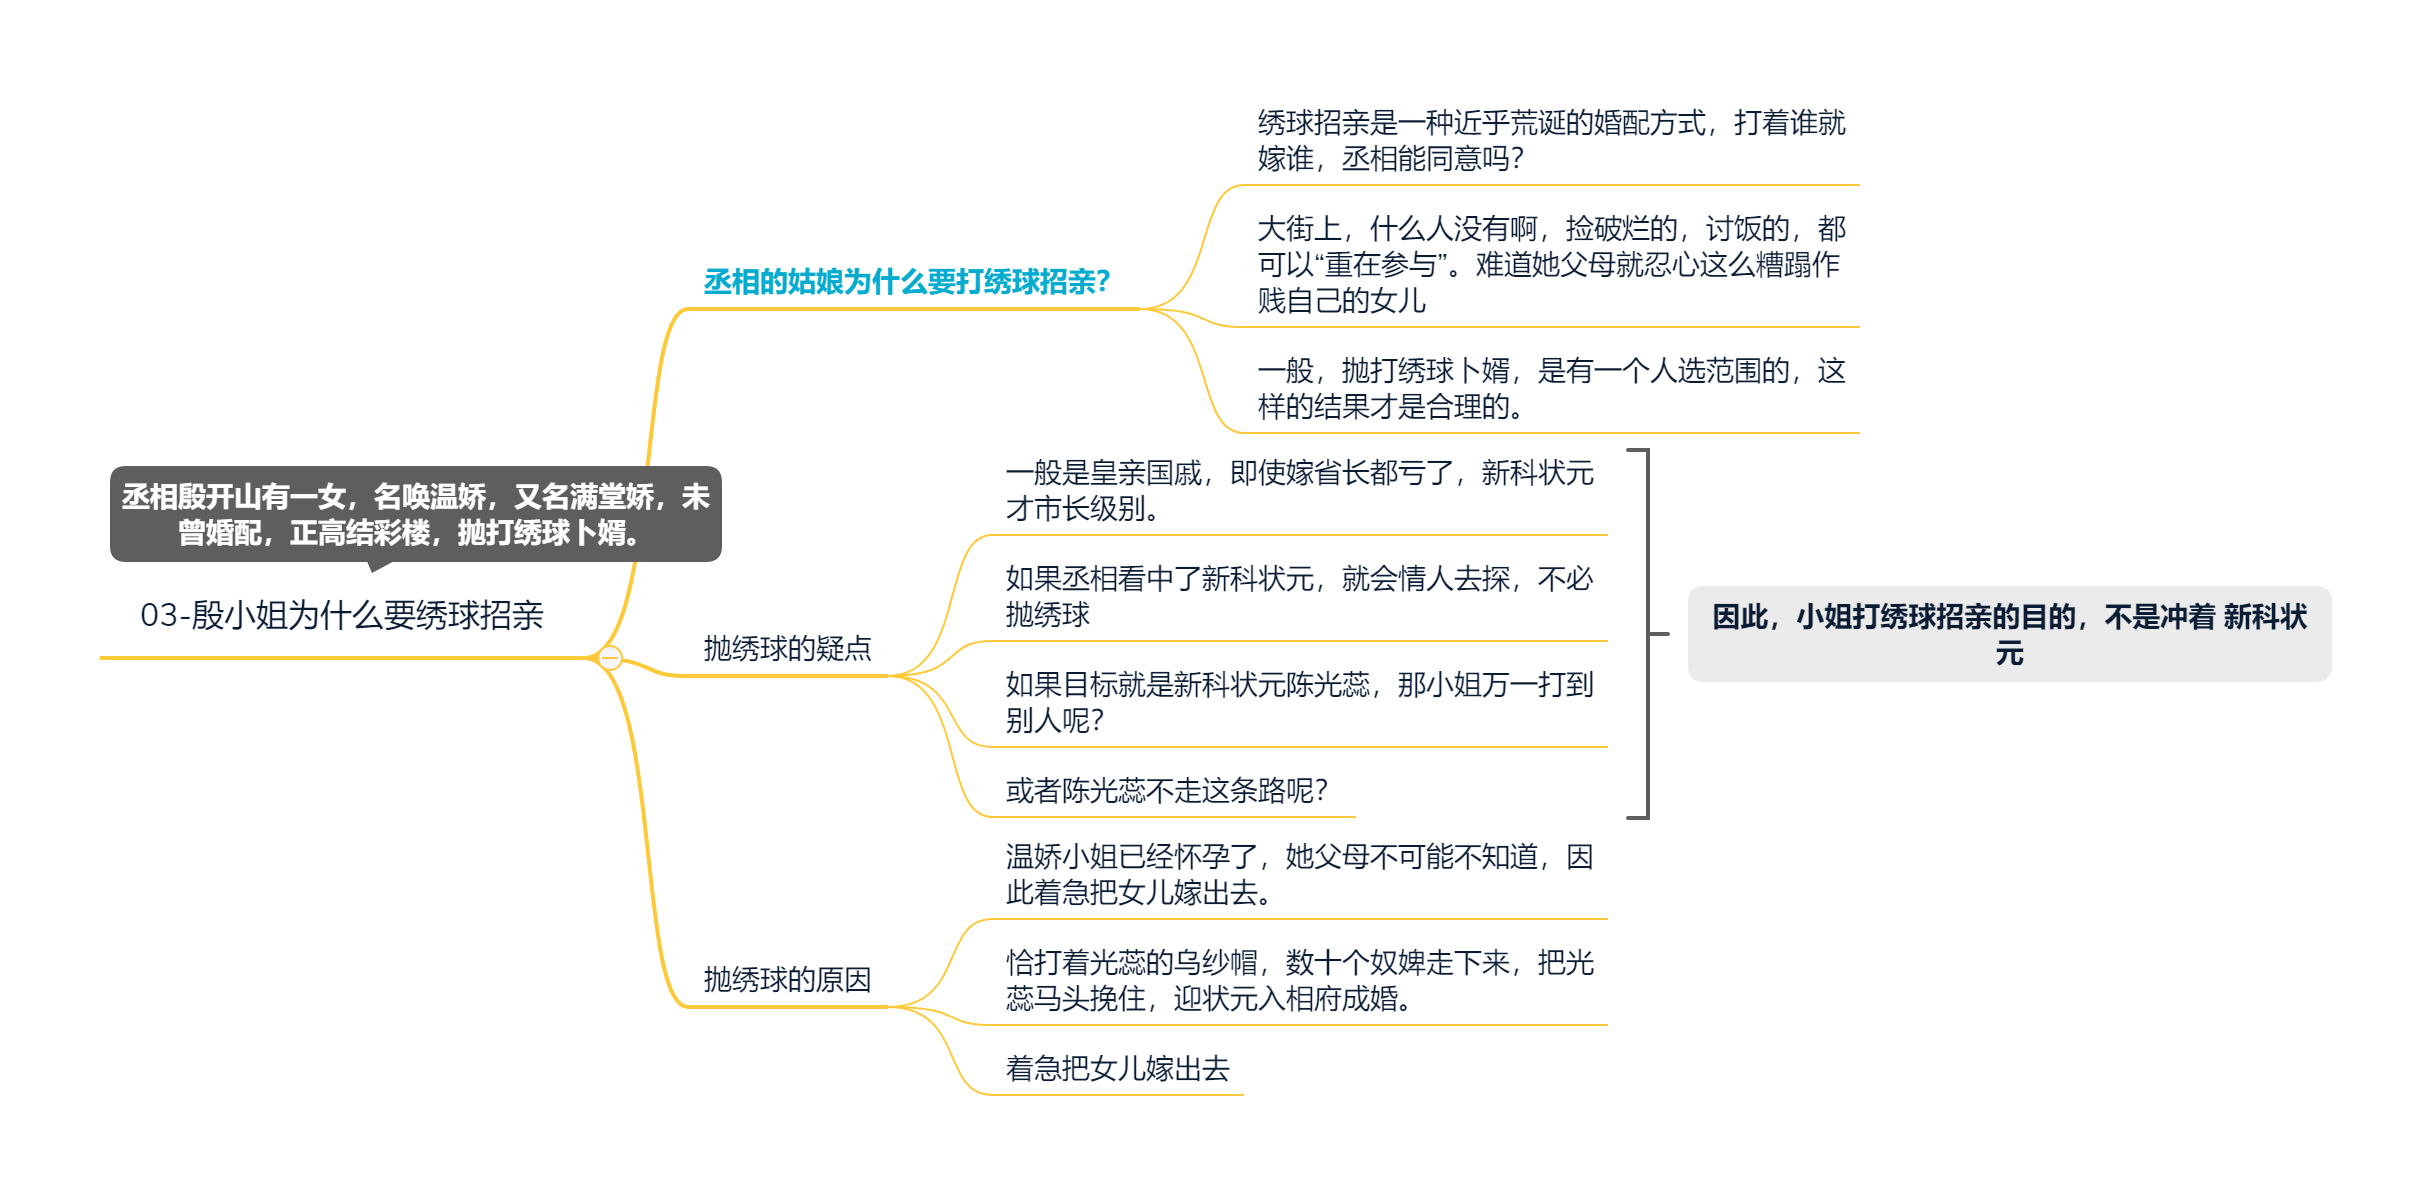 绣球招亲是一种近乎荒诞的婚配方式，打着谁就
嫁谁，丞相能同意吗？
大街上，什么人没有啊，捡破烂的，讨饭的，都
可以“重在参与”。难道她父母就忍心这么糟蹋作
贱自己的女儿
丞相的姑娘为什么要打绣球招亲？
一般，抛打绣球卜婿，是有一个人选范围的，这
样的结果才是合理的。
丞相殷开山有一女，名唤温娇，又名满堂娇，未
曾婚配，正高结彩楼，抛打绣球卜婿。
03-殷小姐为什么要绣球招亲
一般是皇亲国戚，即使嫁省长都亏了，新科状元
才市长级别。
如果丞相看中了新科状元，就会情人去探，不必
抛绣球
抛绣球的疑点
如果目标就是新科状元陈光蕊，那小姐万一打到
别人呢？
或者陈光蕊不走这条路呢？
因此，小姐打绣球招亲的目的，不是冲着 新科状
元
温娇小姐已经怀孕了，她父母不可能不知道，因
此着急把女儿嫁出去。
抛绣球的原因
恰打着光蕊的乌纱帽，数十个奴婢走下来，把光
蕊马头挽住，迎状元入相府成婚。
着急把女儿嫁出去